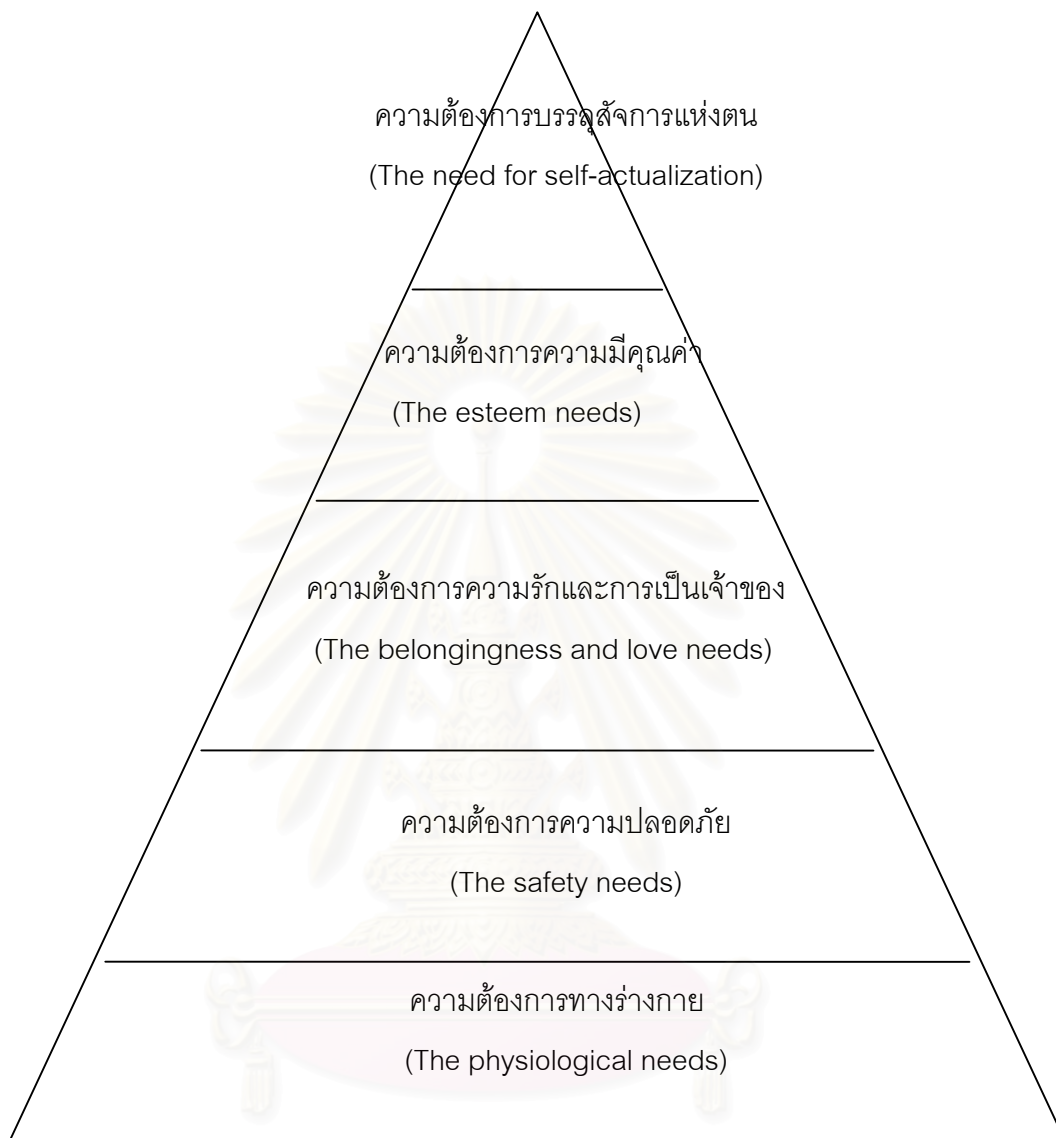 ความต้องการบรรลุสัจการแห่งตน
(The need for self-actualization)
ความต้องการความมีคุณค่า
(The esteem needs)
ความต้องการความรักและการเป็นเจ้าของ
(The belongingness and love needs)
ความต้องการความปลอดภัย
(The safety needs)
ความต้องการทางร่างกาย
(The physiological needs)